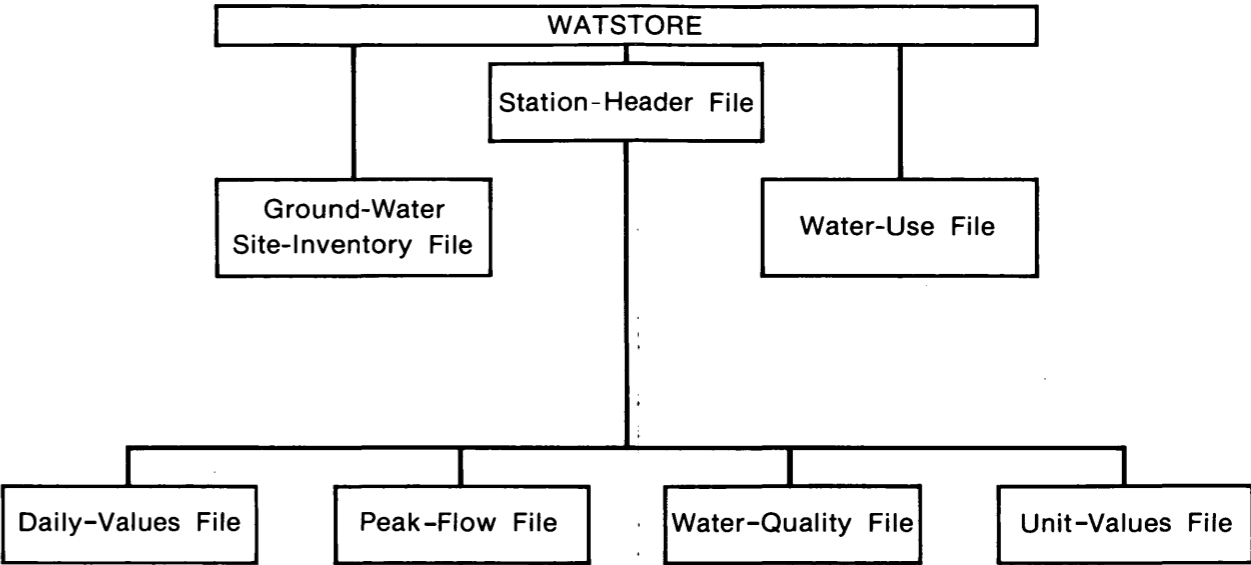 WATSTORE
Station-Header File
Ground-Water
Site-Inventory File
Water-Use File
Daily-Values File
Peak-Flow File
Water-Quality File
Unit-Values File